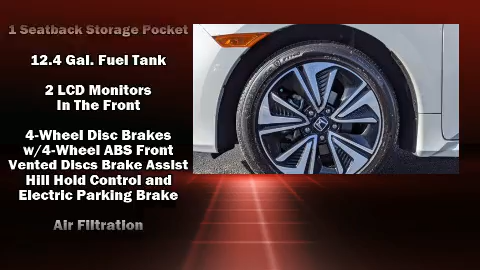 1 Seatback Storage Pocket
12.4 Gal. Fuel Tank
2 LCD Monitors
In The Front
4-Wheel Disc Brakes
w/4-Wheel ABS Front
Vented Discs Brake Assist
Hill Hold Control and
Electric Parking Brake
Air Filtration